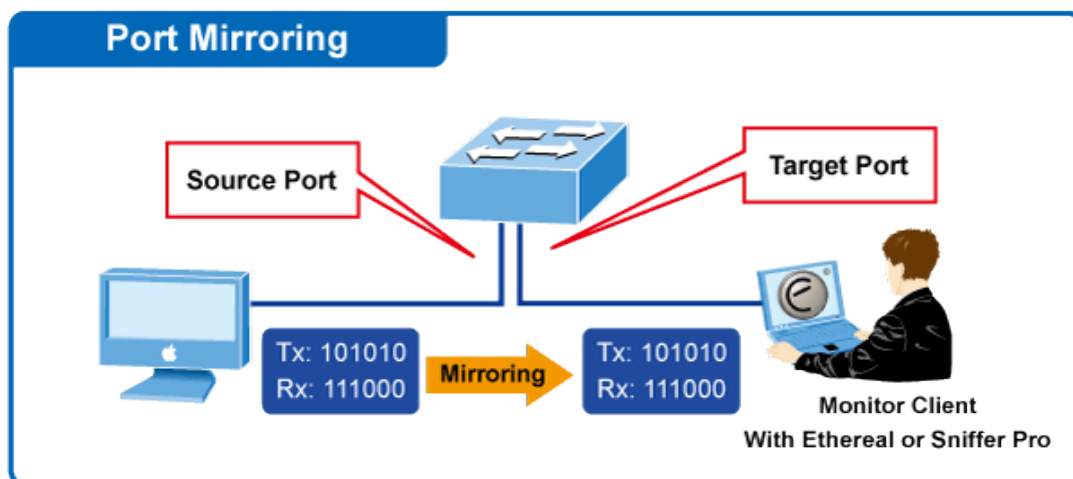 Port Mirroring
Source Port
Target Port
Tx: 101010
Rx: 111000
Mirroring
Tx: 101010
Rx: 111000
Monitor Client
With Ethereal or Sniffer Pro